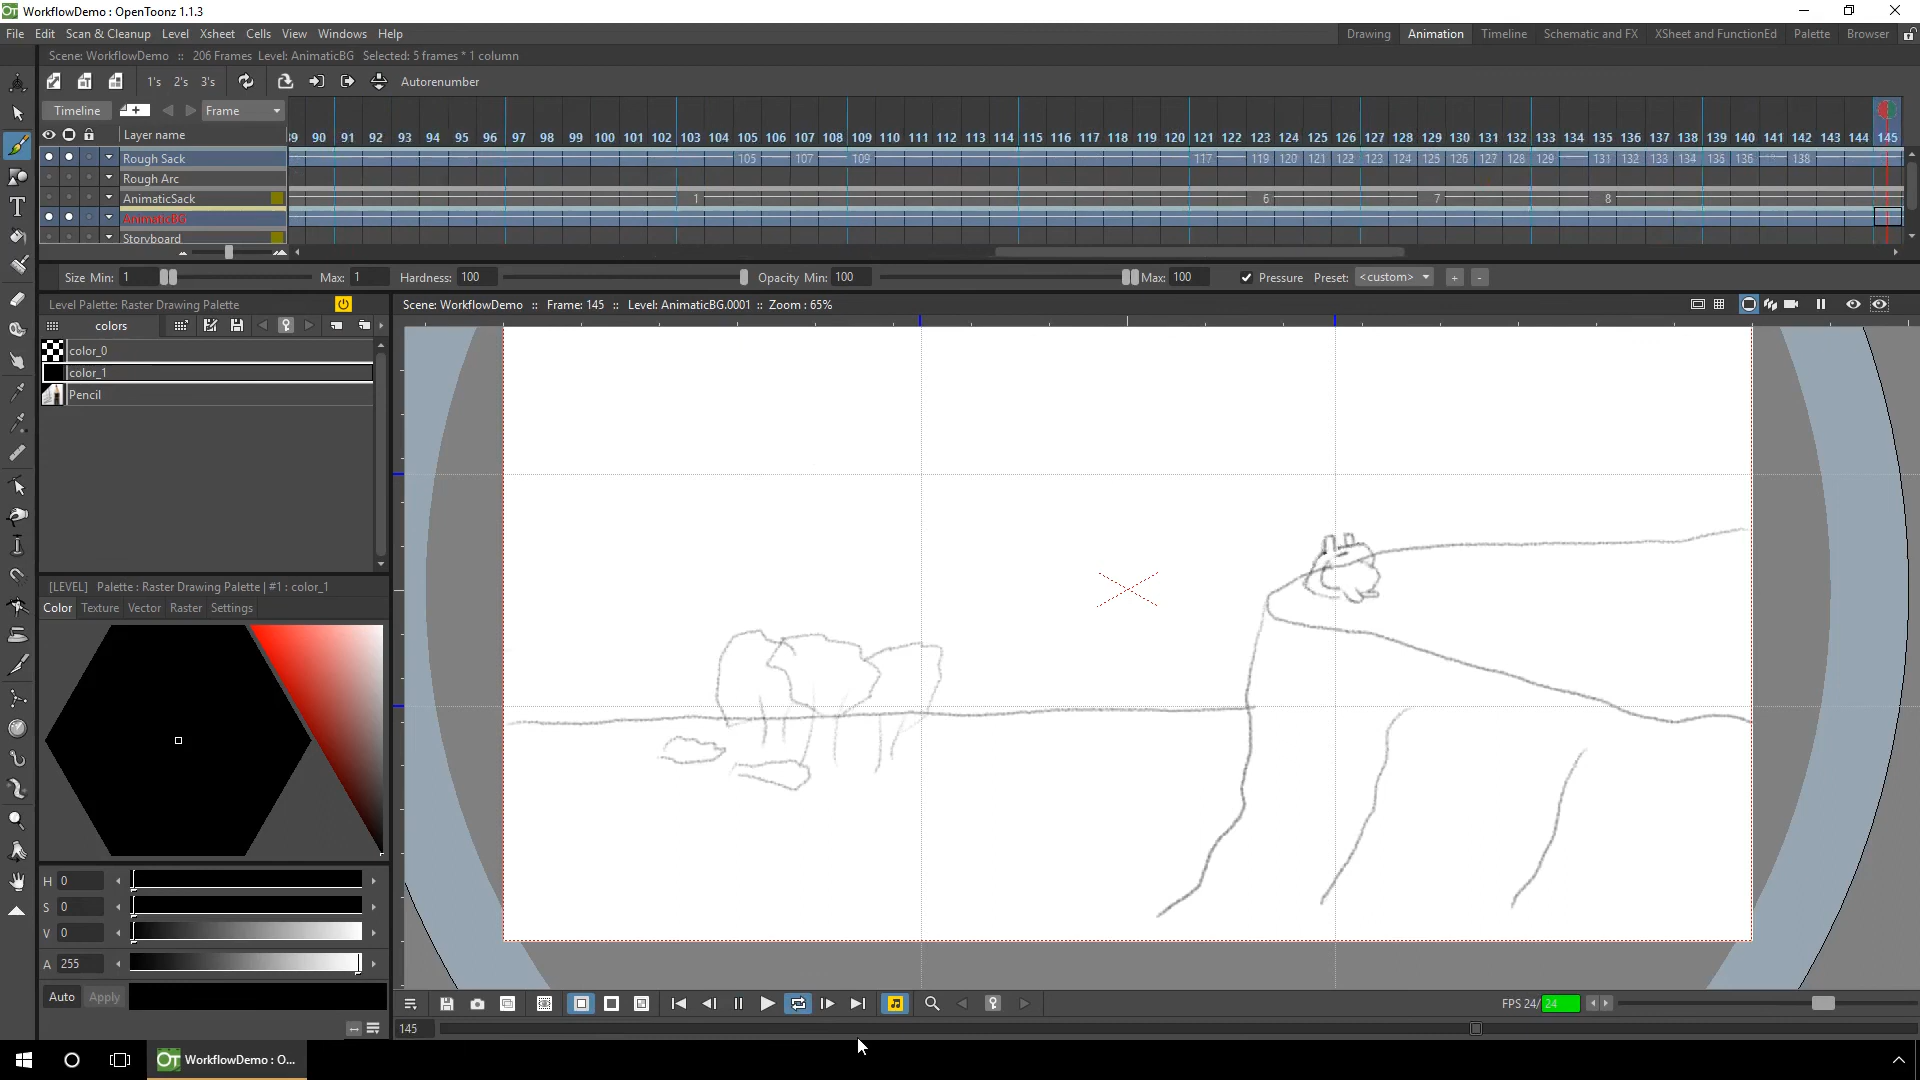 WorkflowDemo : OpenToonz 1.1.3
File Edit Scan & Cleanup Level Xsheet Cells View Windows Help
Drawing Animation Timeline Schematic and FX XSheet and FunctionEd Palette Browser
Scene: WorkflowDemo :: 206 Frames Level: AnimaticBG Selected: 5 frames * 1 column
1's 2's 3's Autorenumber
Timeline Frame
90 91 92 93 94 95 96 97 98 99 100 101 102 103 104 105 106 107 108 109 110 111 112 113 114 115 116 117 118 119 120 121 122 123 124 125 126 127 128 129 130 131 132 133 134 135 136 137 138 139 140 141 142 143 144 145
Layer name
Rough Sack 105 107 109 117 119 120 121 122 123 124 125 126 127 128 129 131 132 133 134 135 136 138
Rough Arc
AnimaticSack 1 6 7 8
AnimaticBG
Storyboard
Size Min: 1 Max: 1 Hardness: 100 Opacity Min: 100 Max: 100 Pressure Preset: <custom> + -
Level Palette: Raster Drawing Palette
Scene: WorkflowDemo :: Frame: 145 :: Level: AnimaticBG.0001 :: Zoom : 65%
colors
color_0
color_1
Pencil
[LEVEL] Palette : Raster Drawing Palette | #1 : color_1
Color Texture Vector Raster Settings
H 0
S 0
V 0
A 255
Auto Apply
FPS 24/24
145
WorkflowDemo : O...